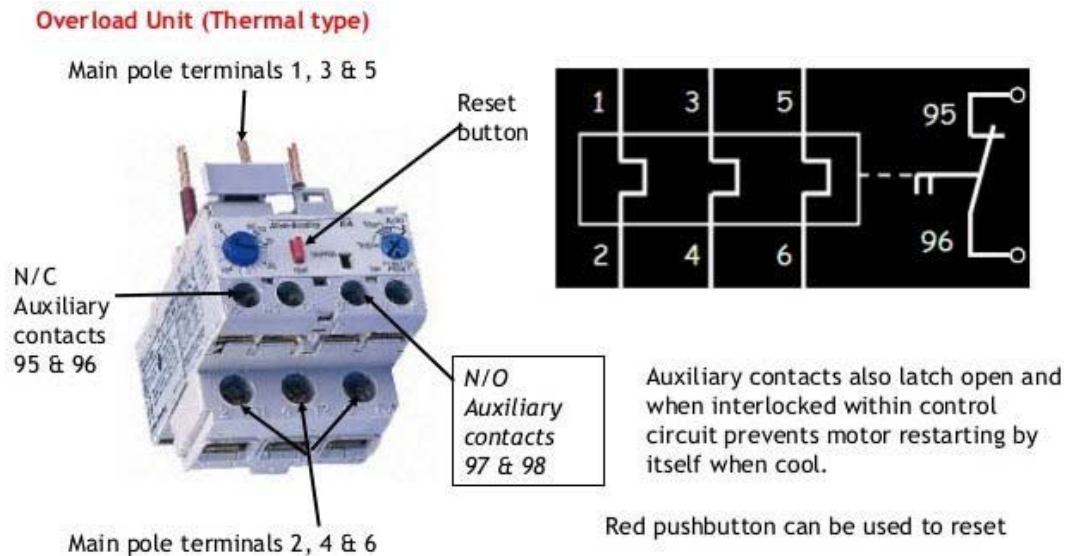 Overload Unit (Thermal type)
Main pole terminals 1, 3 & 5
Reset
button
N/C
Auxiliary
contacts
95 & 96
N/O
Auxiliary
contacts
97 & 98
Main pole terminals 2, 4 & 6
1 3 5
95
2 4 6
96
Auxiliary contacts also latch open and
when interlocked within control
circuit prevents motor restarting by
itself when cool.
Red pushbutton can be used to reset